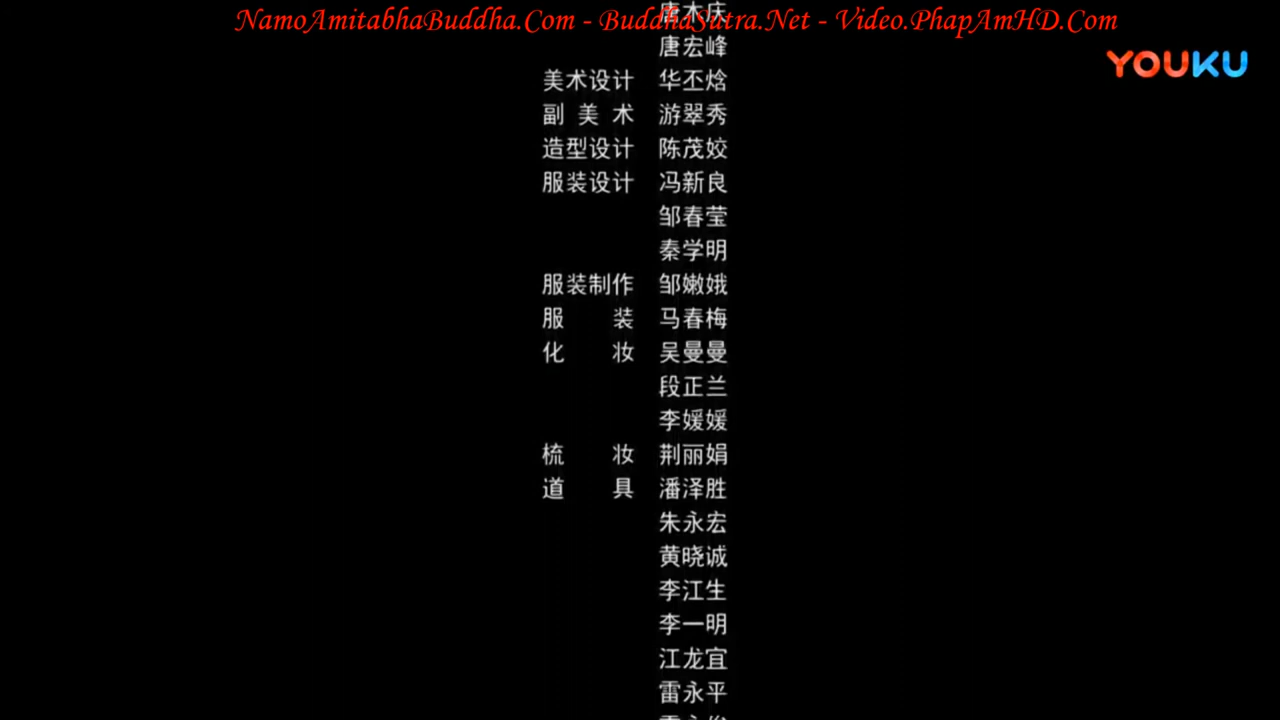 NamoAmitabhaBuddha.Com - BuddhaSutra.Net - Video.PhapAmHD.Com
YOUKU
唐木庆
唐宏峰
美术设计 华丕焓
副美术 游翠秀
造型设计 陈茂姣
服装设计 冯新良
邹春莹
秦学明
服装制作 邹嫩娥
服装 马春梅
化妆 吴曼曼
段正兰
李媛媛
梳妆 荆丽娟
道具 潘泽胜
朱永宏
黄晓诚
李江生
李一明
江龙宜
雷永平